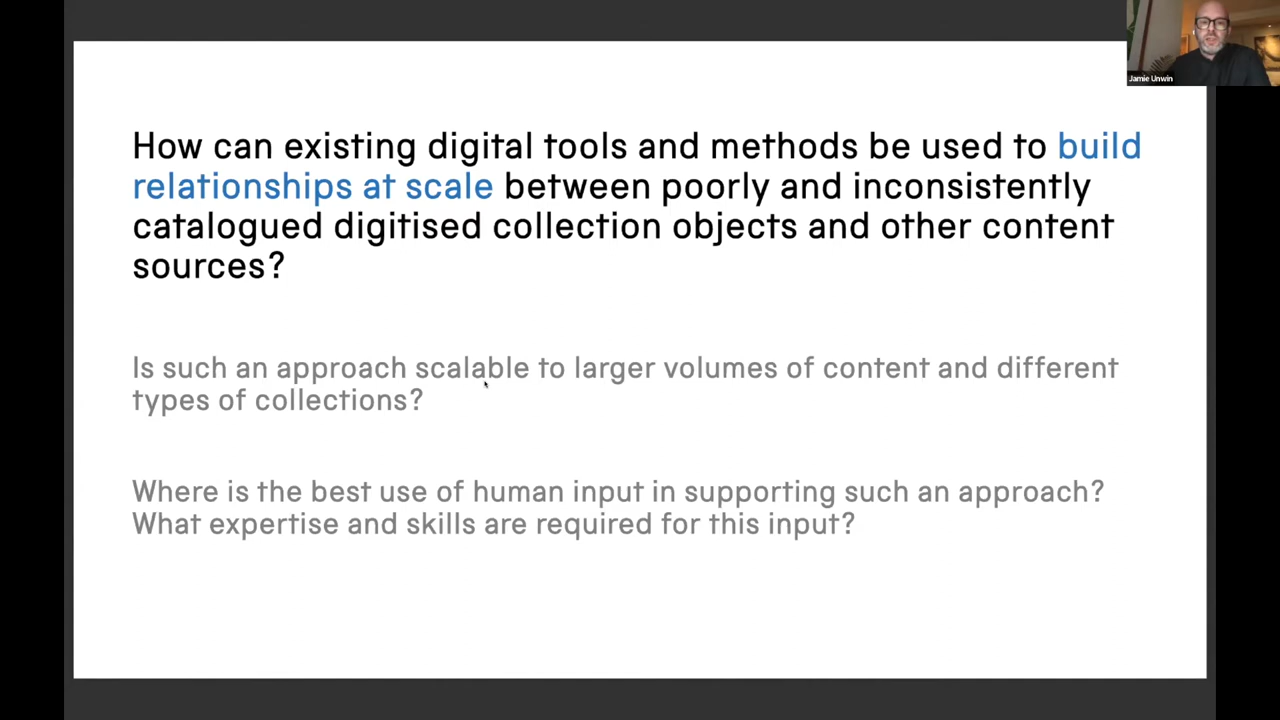 Jamie Unwin
How can existing digital tools and methods be used to build
relationships at scale between poorly and inconsistently
catalogued digitised collection objects and other content
sources?
Is such an approach scalable to larger volumes of content and different
types of collections?
Where is the best use of human input in supporting such an approach?
What expertise and skills are required for this input?